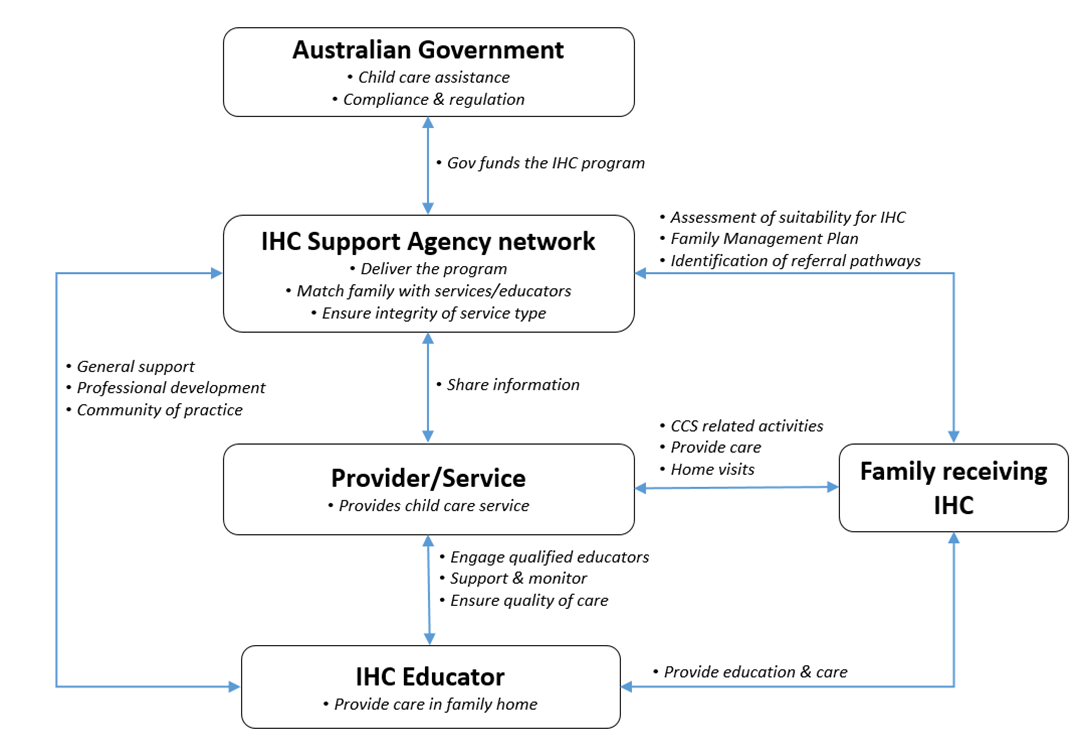 Australian Government
• Child care assistance
• Compliance & regulation
• Gov funds the IHC program
IHC Support Agency network
• Deliver the program
• Match family with services/educators
• Ensure integrity of service type
• Assessment of suitability for IHC
• Family Management Plan
• Identification of referral pathways
• General support
• Professional development
• Community of practice
• Share information
• CCS related activities
• Provide care
• Home visits
Provider/Service
• Provides child care service
Family receiving
IHC
• Engage qualified educators
• Support & monitor
• Ensure quality of care
IHC Educator
• Provide care in family home
• Provide education & care